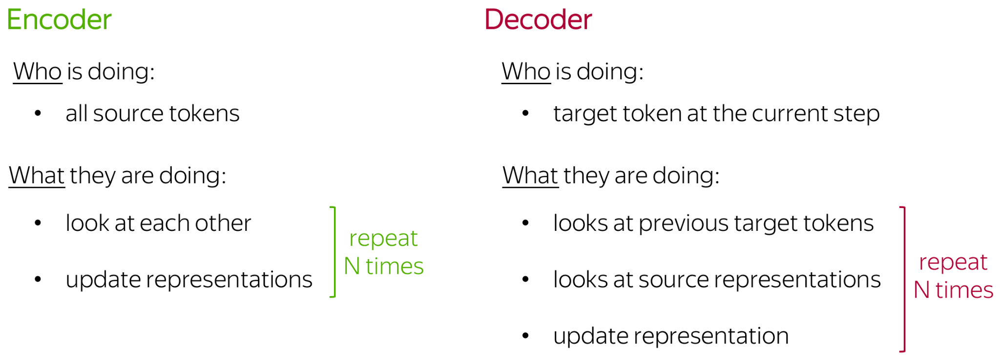 Encoder
Who is doing:
• all source tokens
What they are doing:
• look at each other
• update representations
repeat
N times
Decoder
Who is doing:
• target token at the current step
What they are doing:
• looks at previous target tokens
• looks at source representations
• update representation
repeat
N times